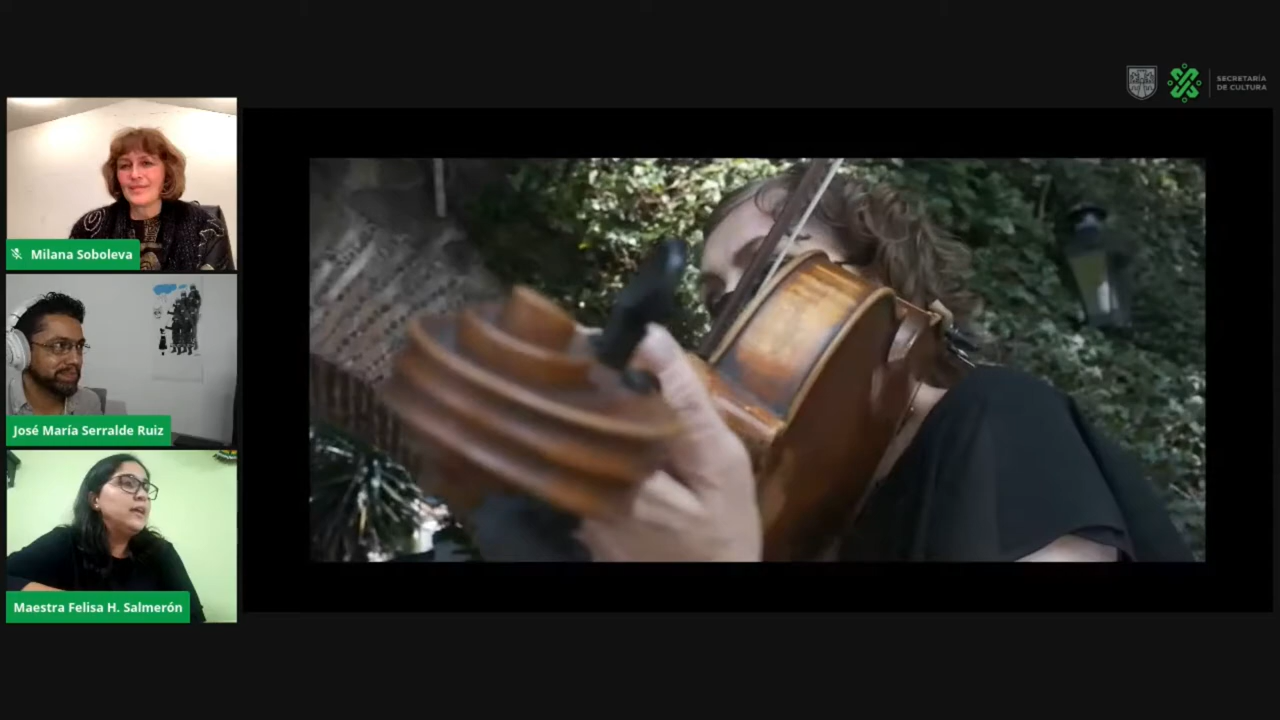 SECRETARÍA
DE CULTURA
Milana Soboleva
José María Serralde Ruiz
Maestra Felisa H. Salmerón